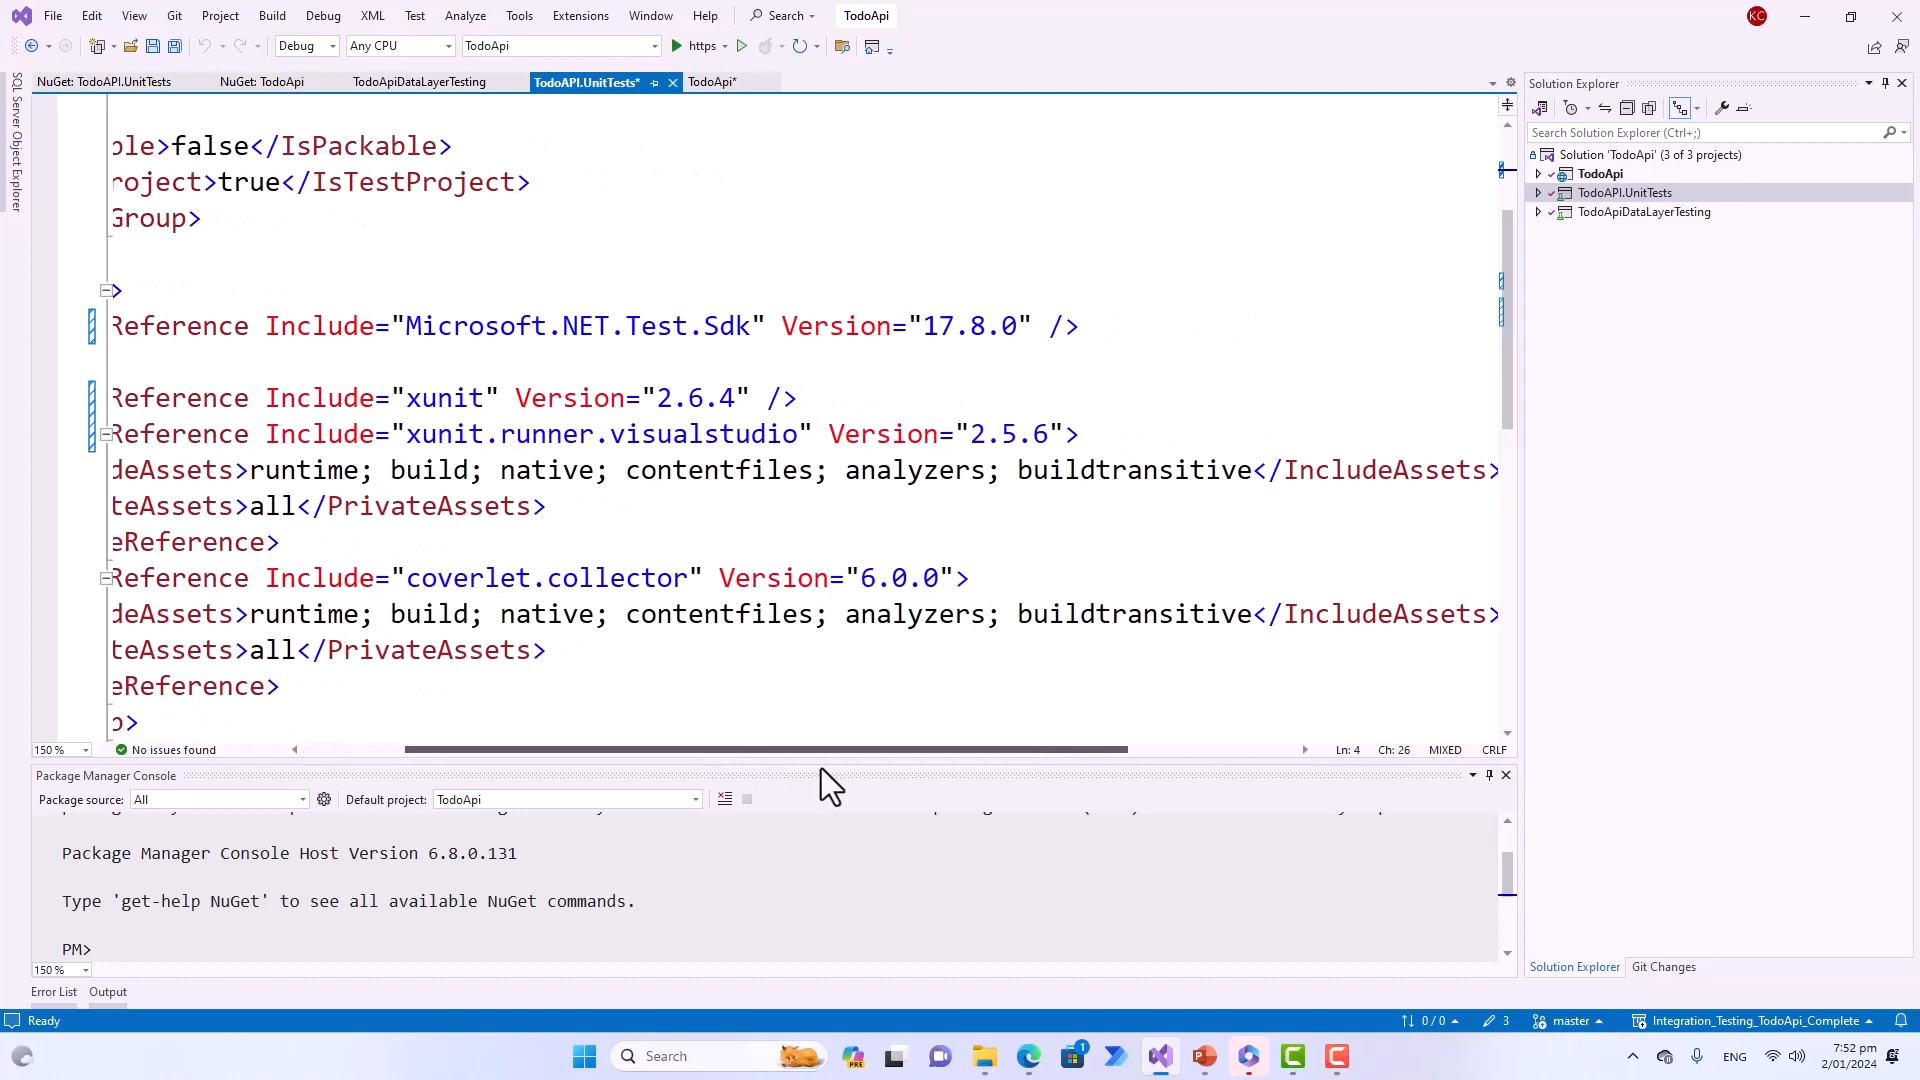 File Edit View Git Project Build Debug XML Test Analyze Tools Extensions Window Help Search TodoApi KC
Debug Any CPU TodoApi https
SQL Server Object Explorer
NuGet: TodoAPI.UnitTests NuGet: TodoApi TodoApiDataLayerTesting TodoAPI.UnitTests* TodoApi*
ble>false</IsPackable>
roject>true</IsTestProject>
Group>
>
Reference Include="Microsoft.NET.Test.Sdk" Version="17.8.0" />
Reference Include="xunit" Version="2.6.4" />
Reference Include="xunit.runner.visualstudio" Version="2.5.6">
deAssets>runtime; build; native; contentfiles; analyzers; buildtransitive</IncludeAssets>
teAssets>all</PrivateAssets>
eReference>
Reference Include="coverlet.collector" Version="6.0.0">
deAssets>runtime; build; native; contentfiles; analyzers; buildtransitive</IncludeAssets>
teAssets>all</PrivateAssets>
eReference>
p>
150 % No issues found Ln: 4 Ch: 26 MIXED CRLF
Package Manager Console
Package source: All Default project: TodoApi
Package Manager Console Host Version 6.8.0.131
Type 'get-help NuGet' to see all available NuGet commands.
PM>
150 %
Error List Output
Solution Explorer
Search Solution Explorer (Ctrl+;)
Solution 'TodoApi' (3 of 3 projects)
TodoApi
TodoAPI.UnitTests
TodoApiDataLayerTesting
Solution Explorer Git Changes
Ready 0 / 0 3 master Integration_Testing_TodoApi_Complete
Search PRE 1 ENG 7:52 pm
2/01/2024